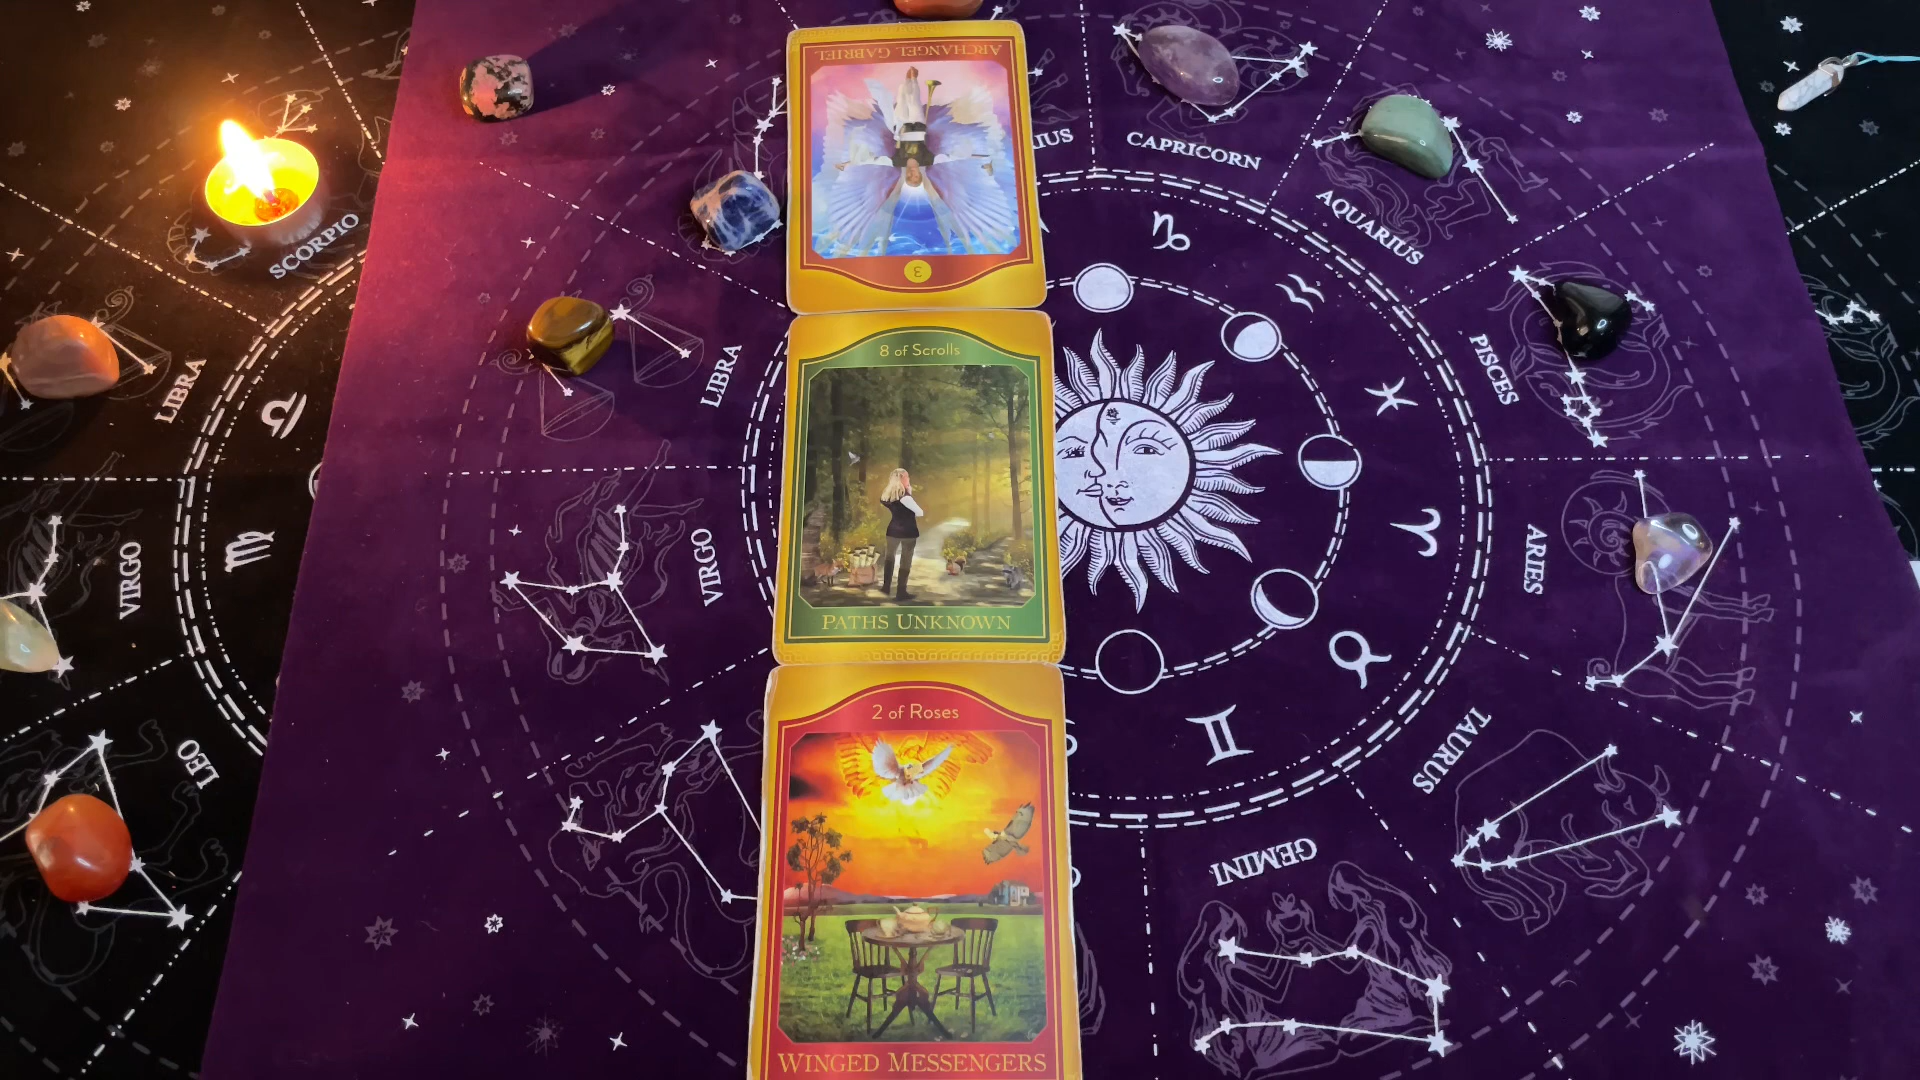 ARCHANGEL GABRIEL
3
8 of Scrolls
PATHS UNKNOWN
2 of Roses
WINGED MESSENGERS
IUS
CAPRICORN
AQUARIUS
PISCES
ARIES
TAURUS
GEMINI
LIBRA
VIRGO
SCORPIO
LIBRA
VIRGO
LEO